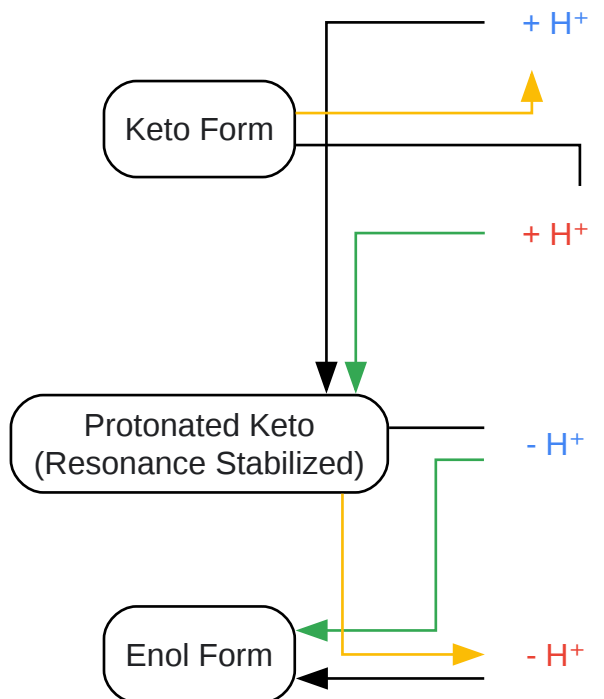 + H⁺
Keto Form
+ H⁺
Protonated Keto
(Resonance Stabilized)
- H⁺
Enol Form
- H⁺